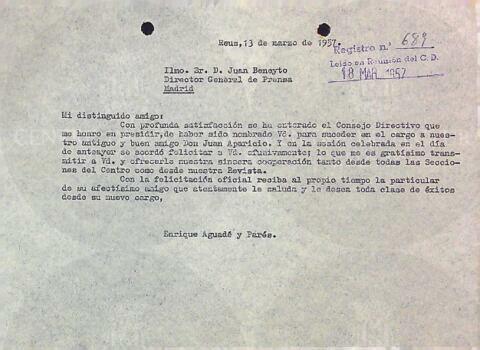 Reus, 13 de marzo de 1957.
Registro n.º 689
Leído en Reunión del C. D.
18 MAR 1957
Ilmo. Sr. D. Juan Beneyto
Director General de Prensa
Madrid
Mi distinguido amigo:
Con profunda satisfacción se ha enterado el Consejo Directivo que
me honro en presidir, de haber sido nombrado Vd. para suceder en el cargo a nues-
tro antiguo y buen amigo Don Juan Aparicio. Y en la sesión celebrada en el día
de anteayer se acordó felicitar a Vd. efusivamente; lo que me es gratísimo trans-
mitir a Vd. y ofrecerle nuestra sincera cooperación tanto desde todas las Seccio-
nes del Centro como desde nuestra Revista.
Con la felicitación oficial reciba al propio tiempo la particular
de su afectísimo amigo que atentamente le saluda y le desea toda clase de éxitos
desde su nuevo cargo,
Enrique Aguadé y Parés.